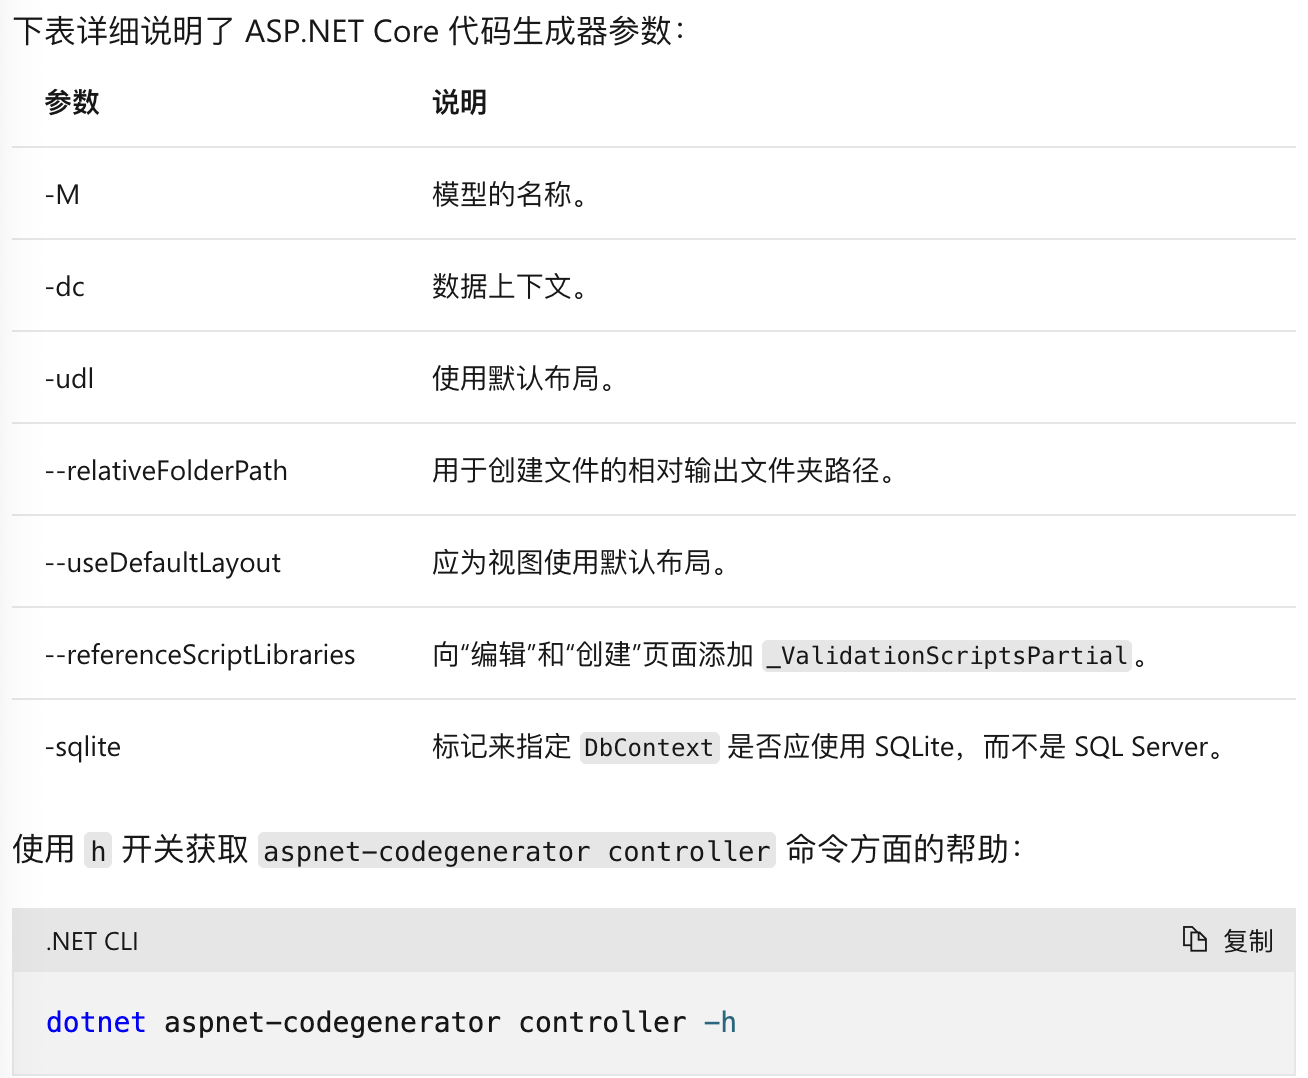 下表详细说明了 ASP.NET Core 代码生成器参数：
参数 说明
-M 模型的名称。
-dc 数据上下文。
-udl 使用默认布局。
--relativeFolderPath 用于创建文件的相对输出文件夹路径。
--useDefaultLayout 应为视图使用默认布局。
--referenceScriptLibraries 向“编辑”和“创建”页面添加 _ValidationScriptsPartial。
-sqlite 标记来指定 DbContext 是否应使用 SQLite，而不是 SQL Server。
使用 h 开关获取 aspnet-codegenerator controller 命令方面的帮助：
.NET CLI 复制
dotnet aspnet-codegenerator controller -h